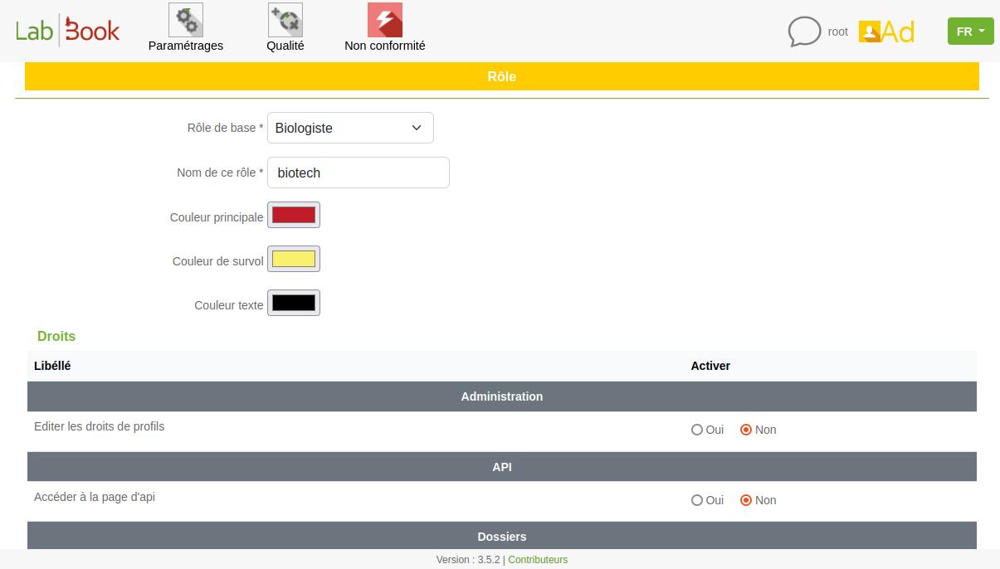 Lab Book
Paramétrages
Qualité
Non conformité
root
Ad
FR
Rôle
Rôle de base * Biologiste
Nom de ce rôle * biotech
Couleur principale
Couleur de survol
Couleur texte
Droits
Libéllé Activer
Administration
Editer les droits de profils Oui Non
API
Accéder à la page d'api Oui Non
Dossiers
Version : 3.5.2 | Contributeurs